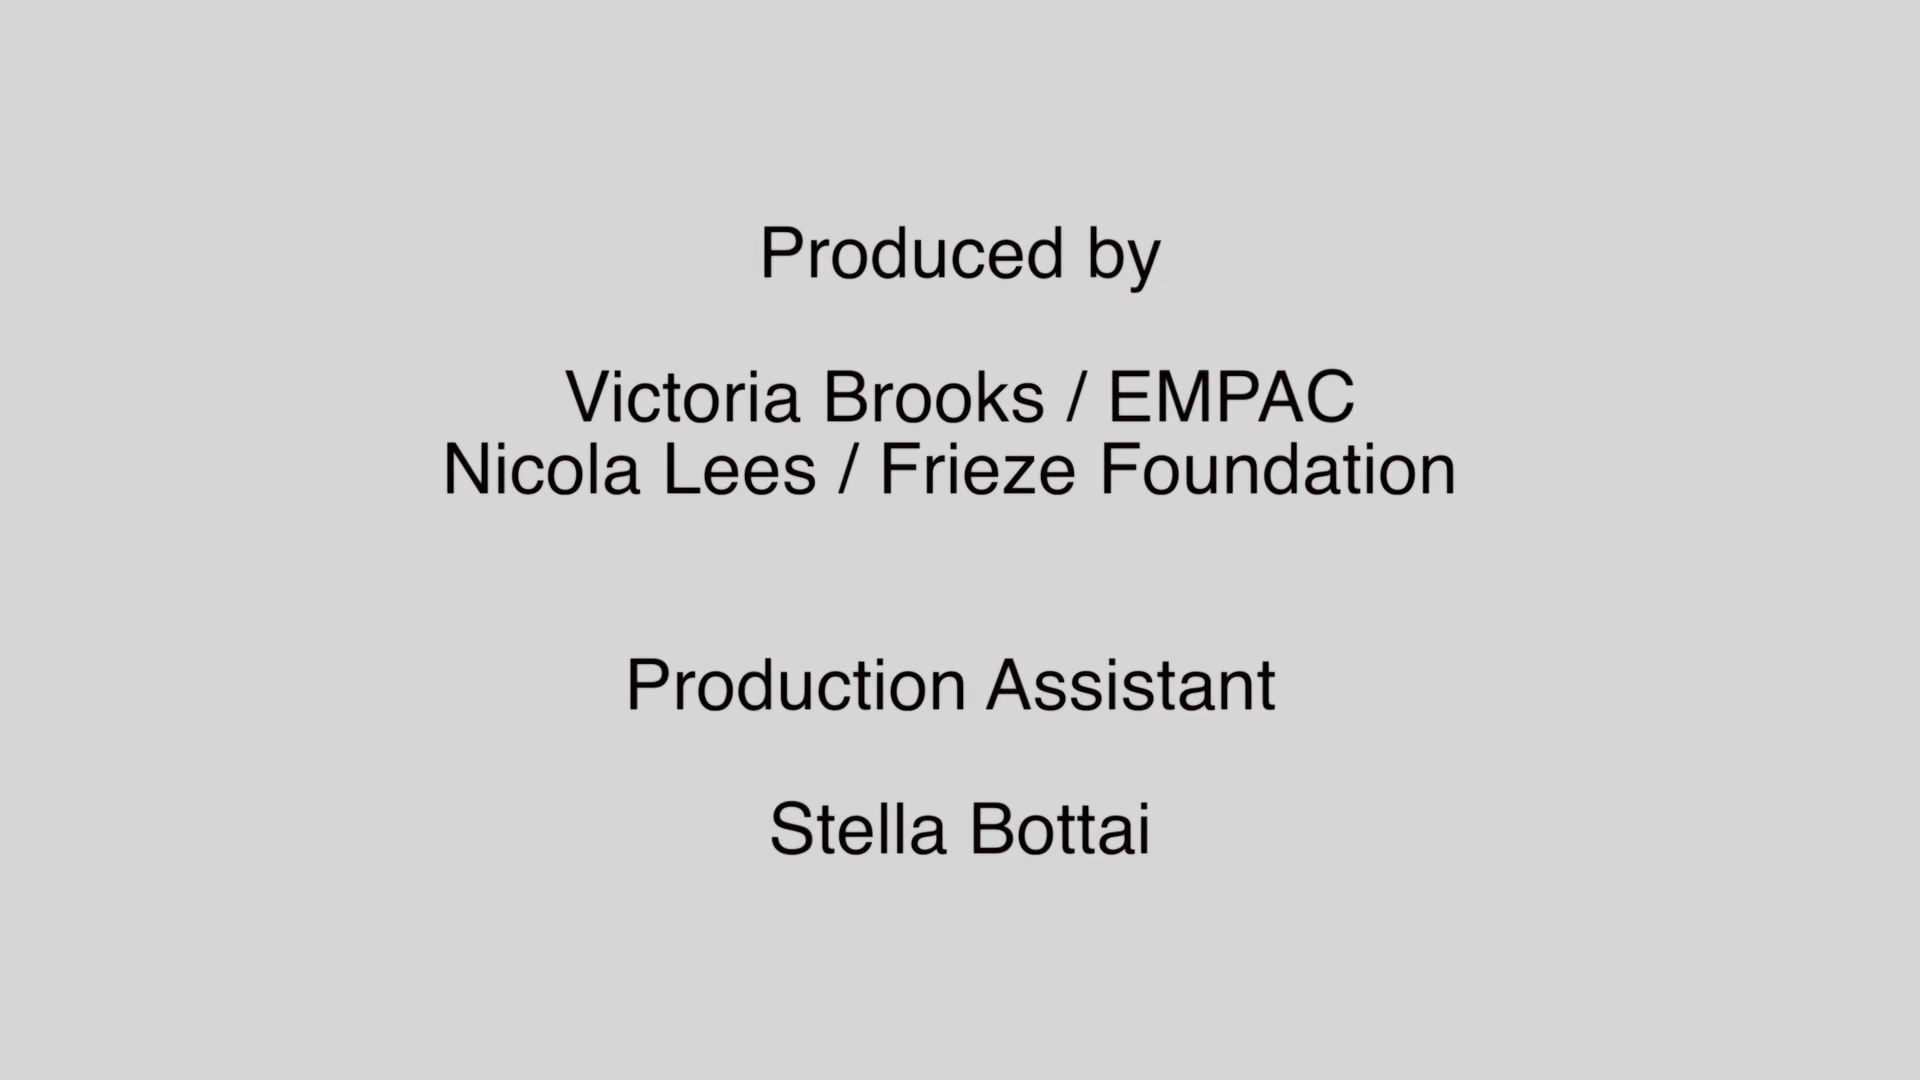 Produced by
Victoria Brooks / EMPAC
Nicola Lees / Frieze Foundation
Production Assistant
Stella Bottai